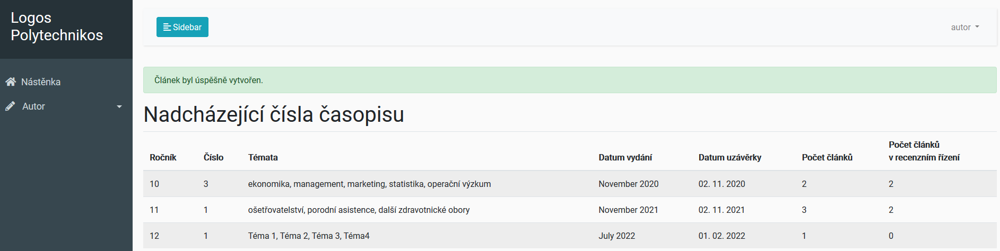 Logos
Polytechnikos
Sidebar
autor
Nástěnka
Autor
Článek byl úspěšně vytvořen.
Nadcházející čísla časopisu
Ročník Číslo Témata Datum vydání Datum uzávěrky Počet článků Počet článků
v recenzním řízení
10 3 ekonomika, management, marketing, statistika, operační výzkum November 2020 02. 11. 2020 2 2
11 1 ošetřovatelství, porodní asistence, další zdravotnické obory November 2021 02. 11. 2021 3 2
12 1 Téma 1, Téma 2, Téma 3, Téma4 July 2022 01. 02. 2022 1 0